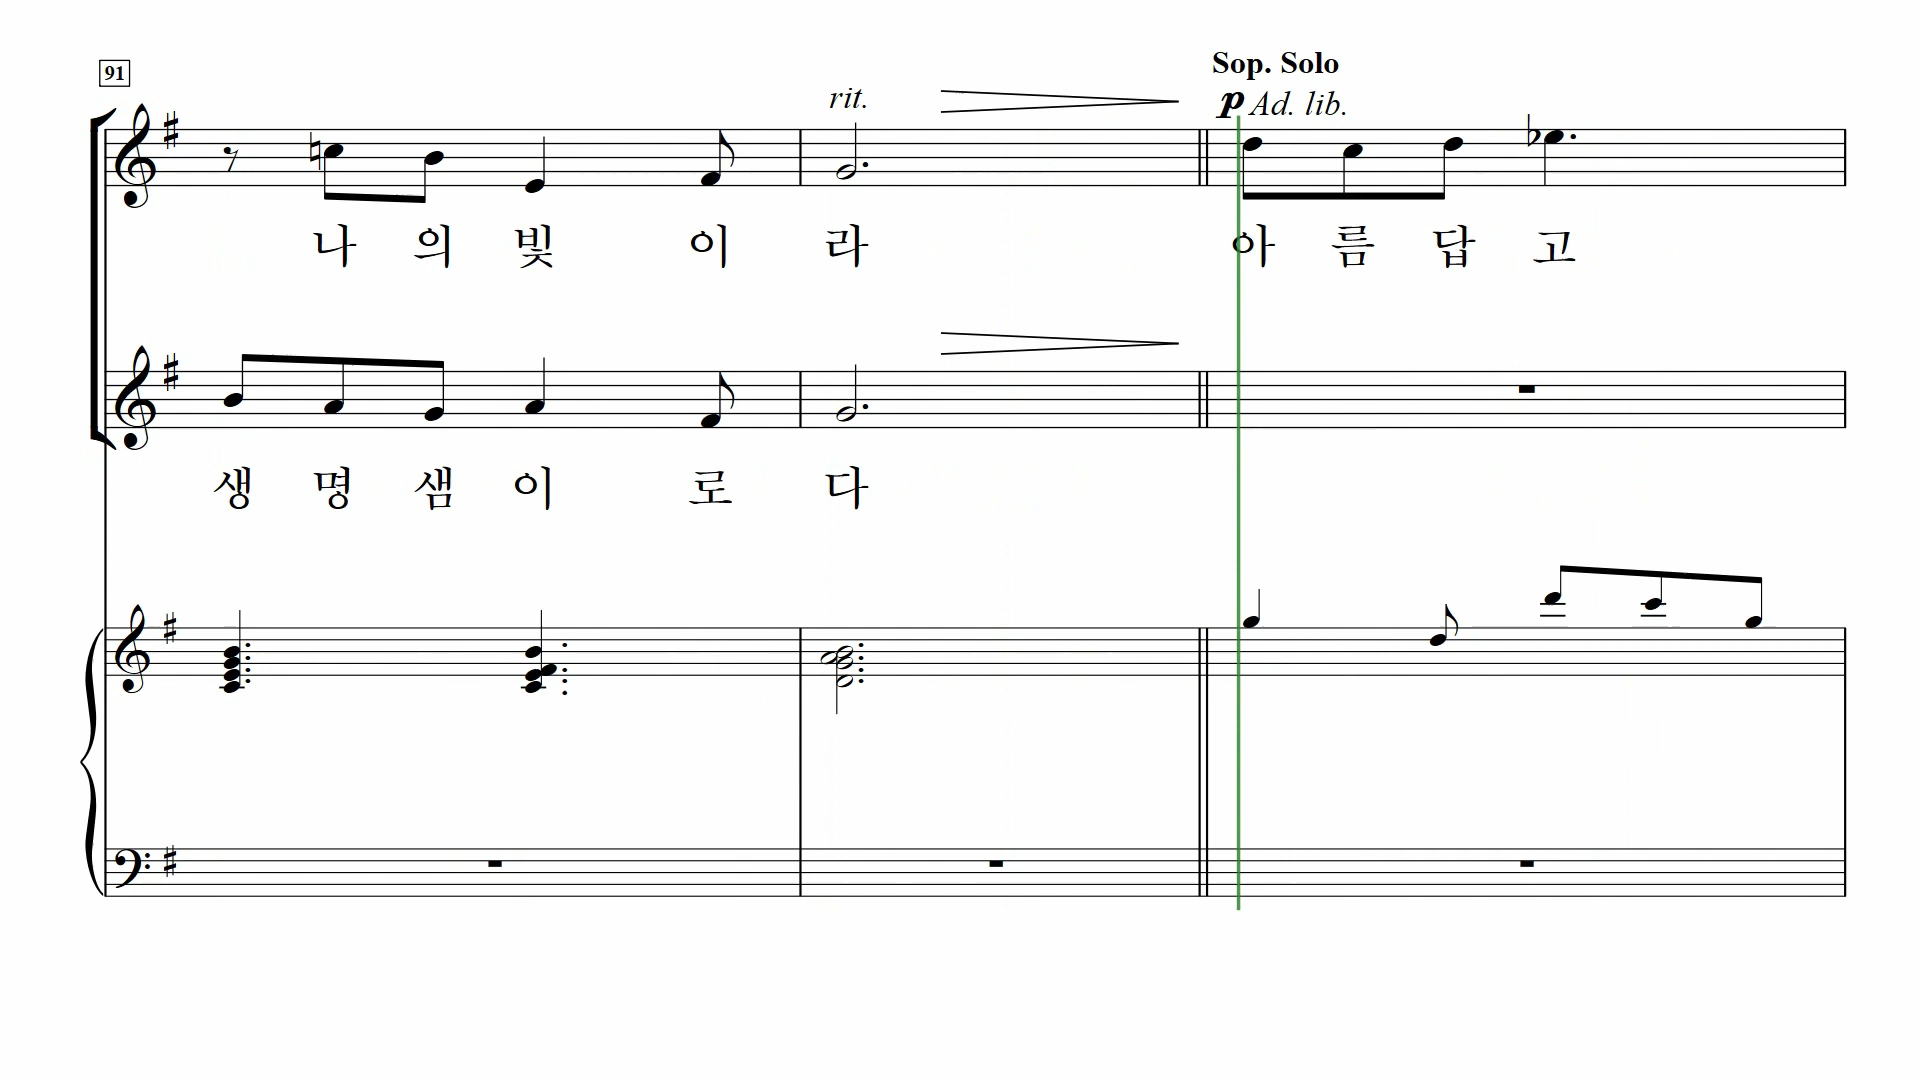 91
Sop. Solo
rit.
p Ad. lib.
나 의 빛 이 라 아 름 답 고
생 명 샘 이 로 다